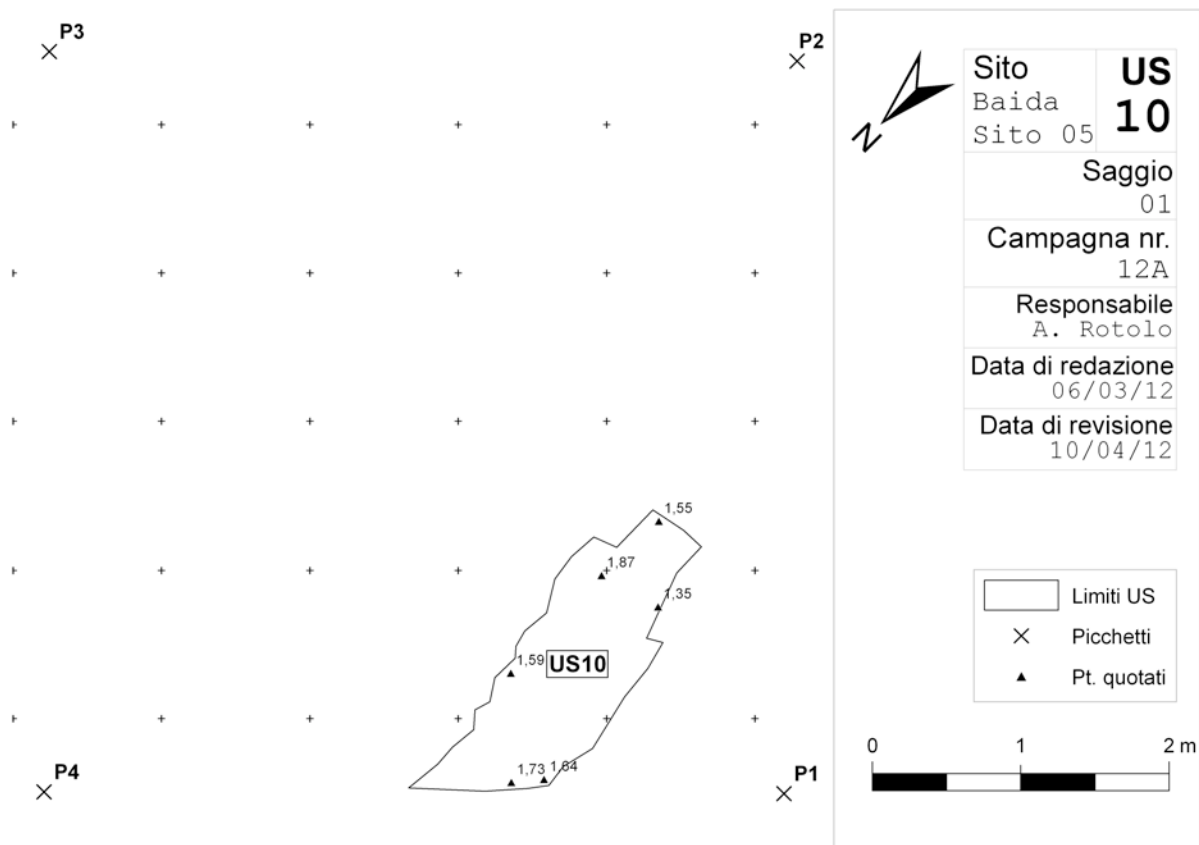 P3
P2
N
Sito
Baida
Sito 05
US
10
Saggio
01
Campagna nr.
12A
Responsabile
A. Rotolo
Data di redazione
06/03/12
Data di revisione
10/04/12
1,55
1,87
1,35
1,59
US10
1,73
1,64
P4
P1
Limiti US
Picchetti
Pt. quotati
0 1 2 m